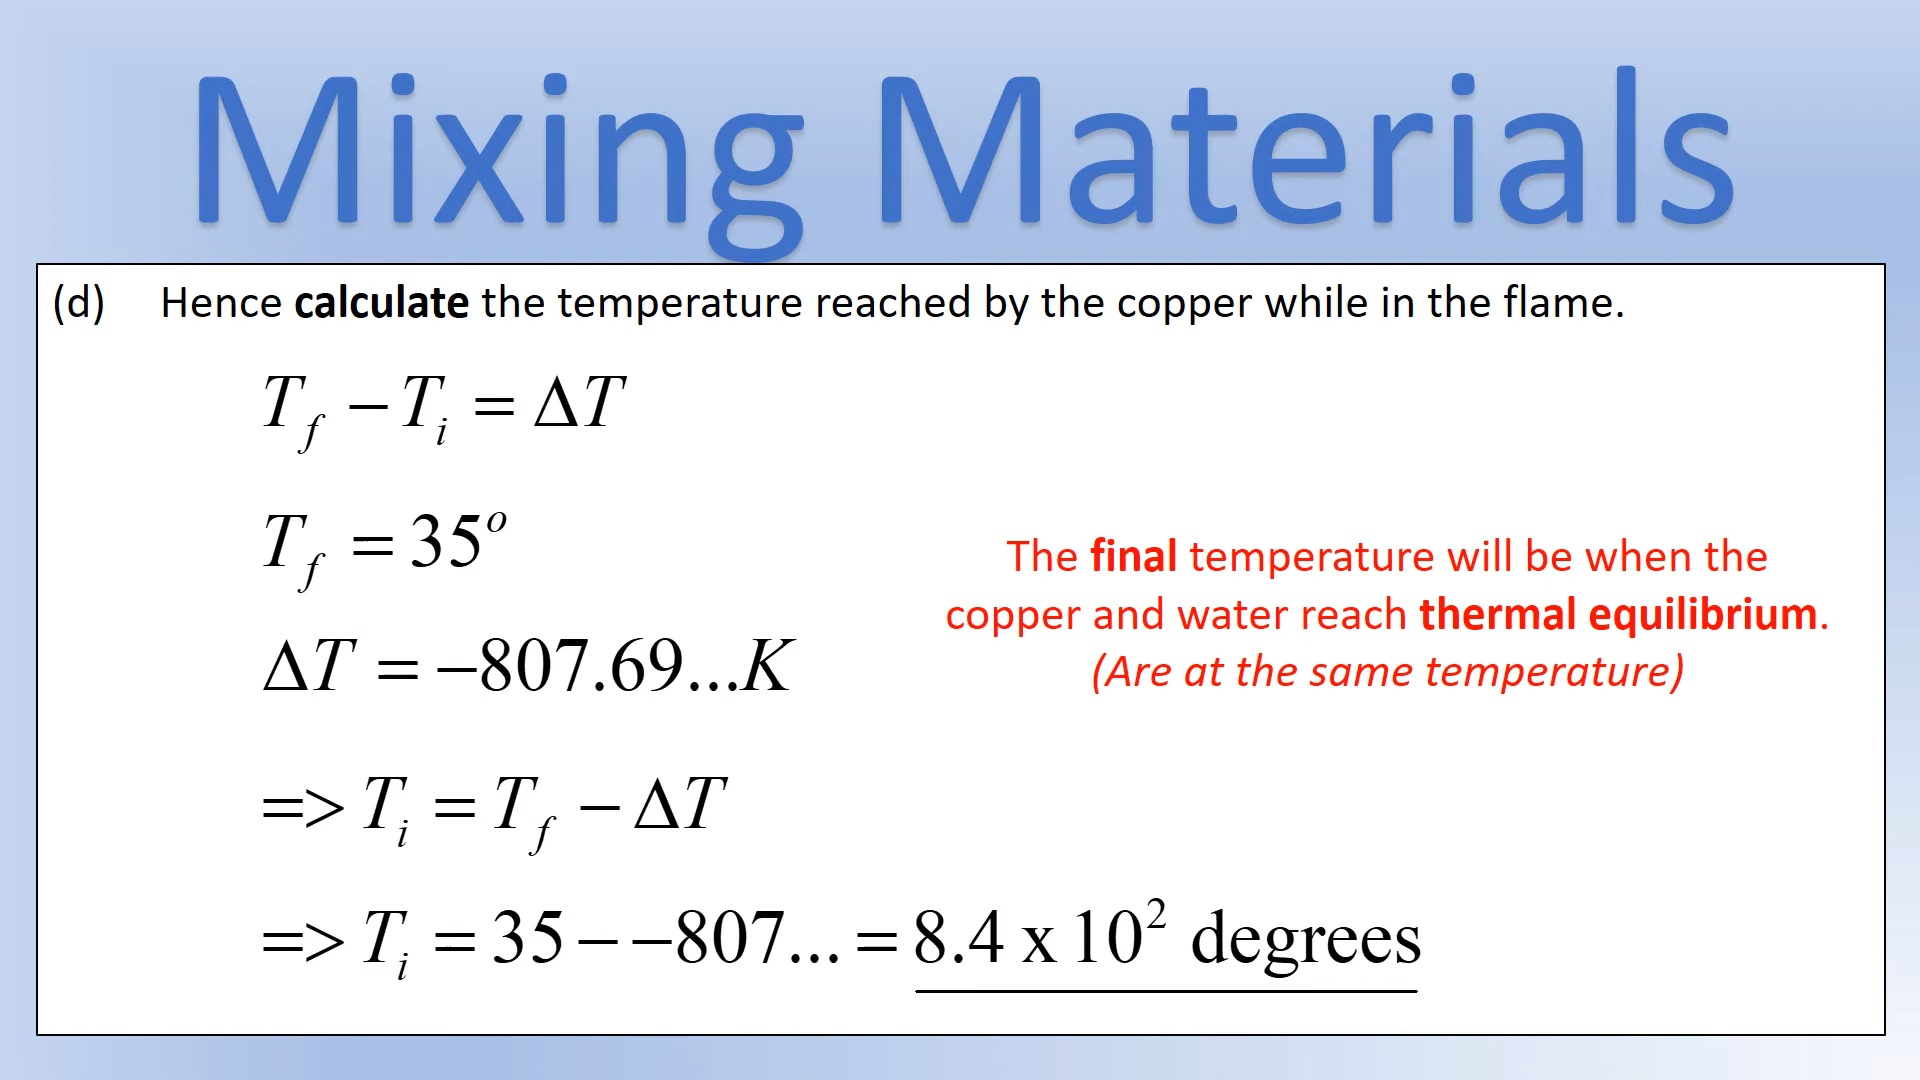 Mixing Materials
(d) Hence calculate the temperature reached by the copper while in the flame.
T_f − T_i = ΔT
T_f = 35°
The final temperature will be when the
copper and water reach thermal equilibrium.
(Are at the same temperature)
ΔT = −807.69...K
=> T_i = T_f − ΔT
=> T_i = 35 − −807... = 8.4 x 10² degrees